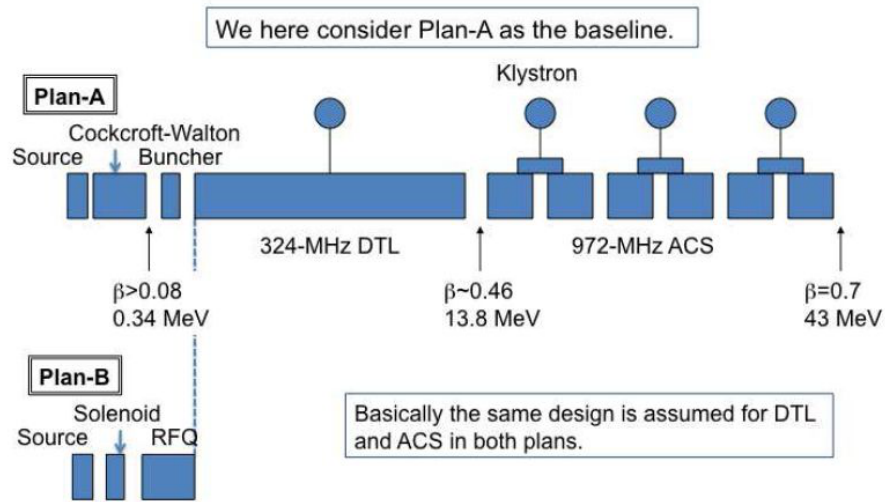 We here consider Plan-A as the baseline.
Klystron
Plan-A
Cockcroft-Walton
Source
Buncher
324-MHz DTL
972-MHz ACS
β>0.08
0.34 MeV
β~0.46
13.8 MeV
β=0.7
43 MeV
Plan-B
Solenoid
Source
RFQ
Basically the same design is assumed for DTL
and ACS in both plans.